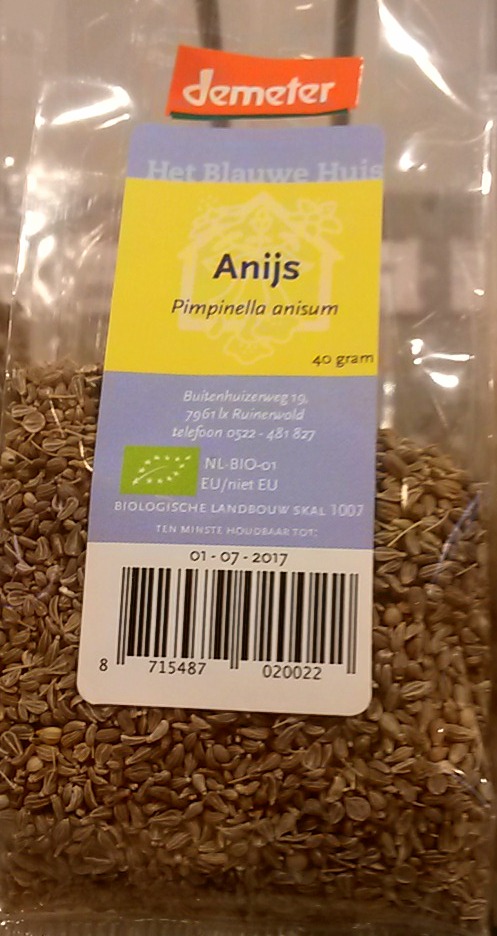 demeter
Het Blauwe Huis
Anijs
Pimpinella anisum
40 gram
Buitenhuizerweg 19,
7961 lx Ruinerwold
telefoon 0522 - 481 827
NL-BIO-01
EU/niet EU
BIOLOGISCHE LANDBOUW SKAL 1007
TEN MINSTE HOUDBAAR TOT:
01 - 07 - 2017
8 715487 020022